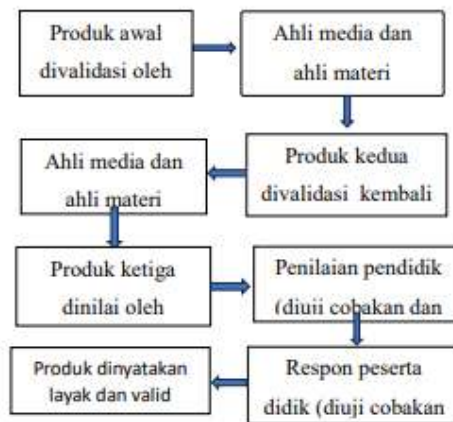 Produk awal
divalidasi oleh
Ahli media dan
ahli materi
Produk kedua
divalidasi kembali
Ahli media dan
ahli materi
Produk ketiga
dinilai oleh
Penilaian pendidik
(diuji cobakan dan
Respon peserta
didik (diuji cobakan
Produk dinyatakan
layak dan valid